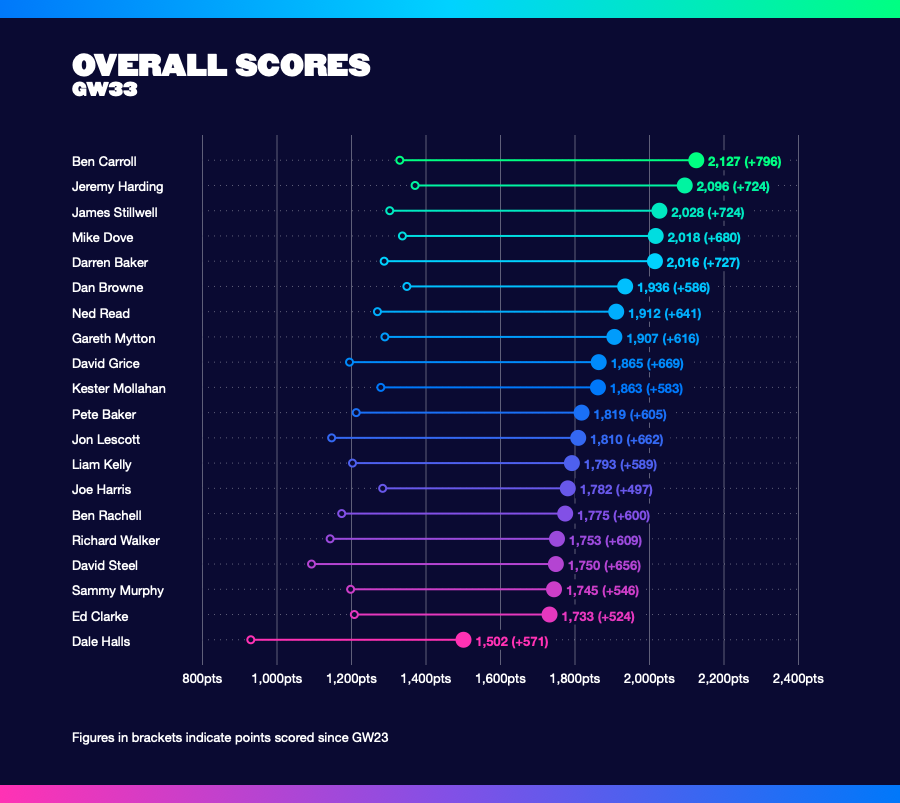 OVERALL SCORES
GW33
Ben Carroll 2,127 (+796)
Jeremy Harding 2,096 (+724)
James Stillwell 2,028 (+724)
Mike Dove 2,018 (+680)
Darren Baker 2,016 (+727)
Dan Browne 1,936 (+586)
Ned Read 1,912 (+641)
Gareth Mytton 1,907 (+616)
David Grice 1,865 (+669)
Kester Mollahan 1,863 (+583)
Pete Baker 1,819 (+605)
Jon Lescott 1,810 (+662)
Liam Kelly 1,793 (+589)
Joe Harris 1,782 (+497)
Ben Rachell 1,775 (+600)
Richard Walker 1,753 (+609)
David Steel 1,750 (+656)
Sammy Murphy 1,745 (+546)
Ed Clarke 1,733 (+524)
Dale Halls 1,502 (+571)
800pts 1,000pts 1,200pts 1,400pts 1,600pts 1,800pts 2,000pts 2,200pts 2,400pts
Figures in brackets indicate points scored since GW23